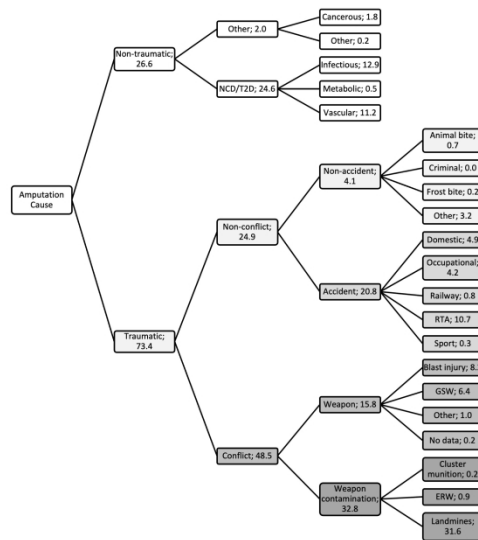 Cancerous; 1.8
Other; 2.0
Other; 0.2
Non-traumatic;
26.6
Infectious; 12.9
NCD/T2D; 24.6
Metabolic; 0.5
Vascular; 11.2
Animal bite;
0.7
Non-accident;
4.1
Criminal; 0.0
Frost bite; 0.2
Amputation
Cause
Other; 3.2
Non-conflict;
24.9
Domestic; 4.9
Occupational;
4.2
Accident; 20.8
Railway; 0.8
RTA; 10.7
Traumatic;
73.4
Sport; 0.3
Blast injury; 8.
Weapon; 15.8
GSW; 6.4
Other; 1.0
No data; 0.2
Conflict; 48.5
Cluster
munition; 0.2
Weapon
contamination;
32.8
ERW; 0.9
Landmines;
31.6